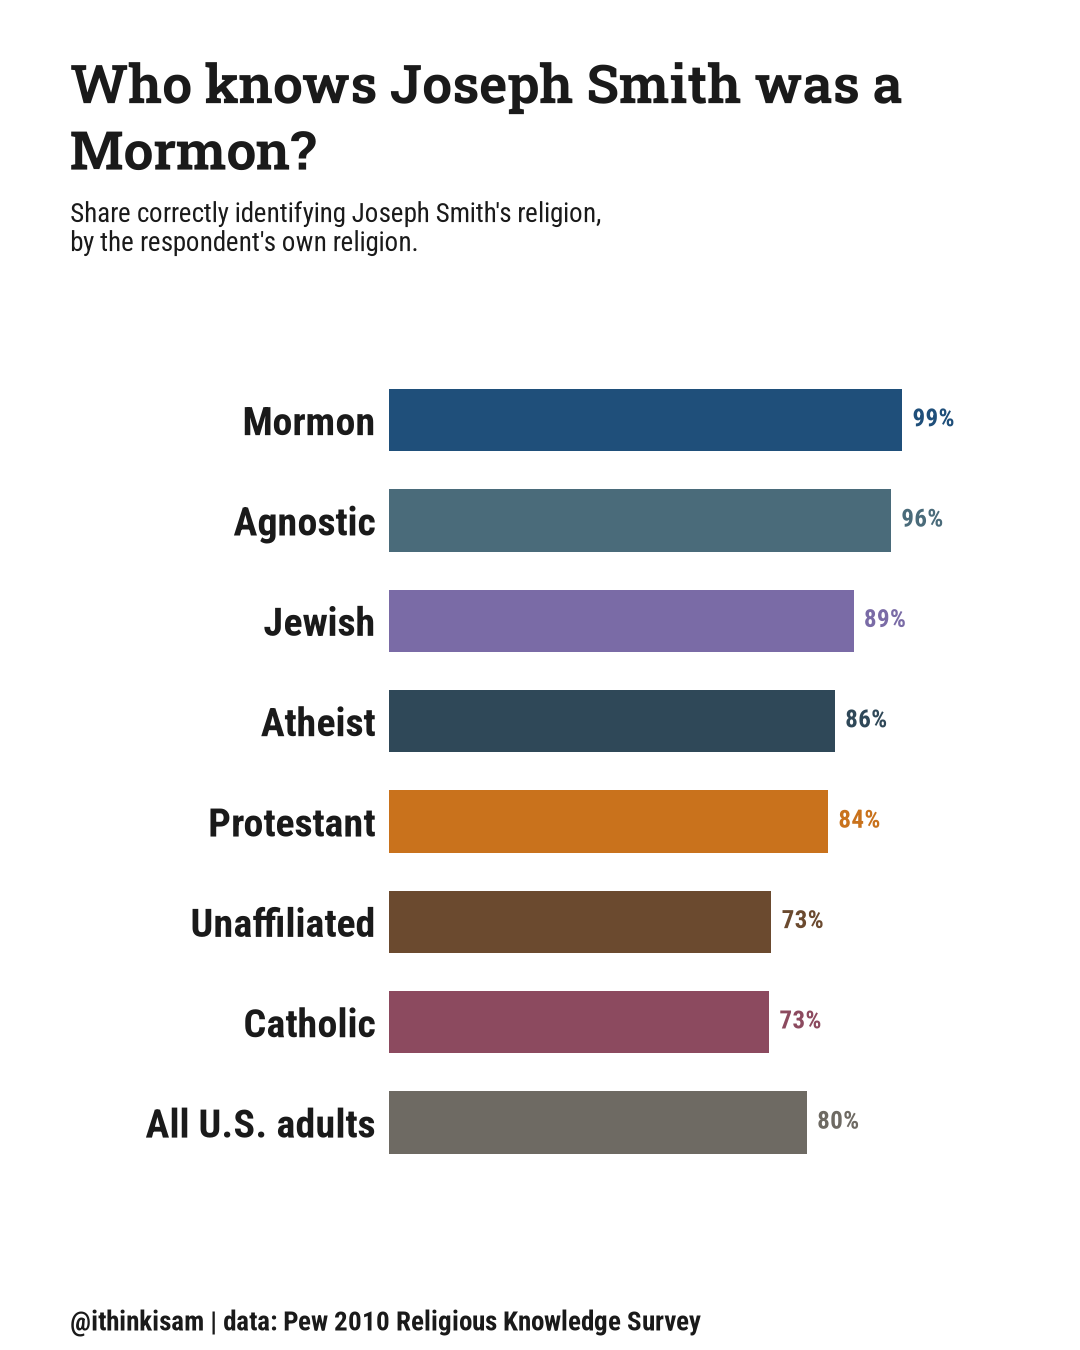 Who knows Joseph Smith was a
Mormon?
Share correctly identifying Joseph Smith's religion,
by the respondent's own religion.
Mormon 99%
Agnostic 96%
Jewish 89%
Atheist 86%
Protestant 84%
Unaffiliated 73%
Catholic 73%
All U.S. adults 80%
@ithinkisam | data: Pew 2010 Religious Knowledge Survey